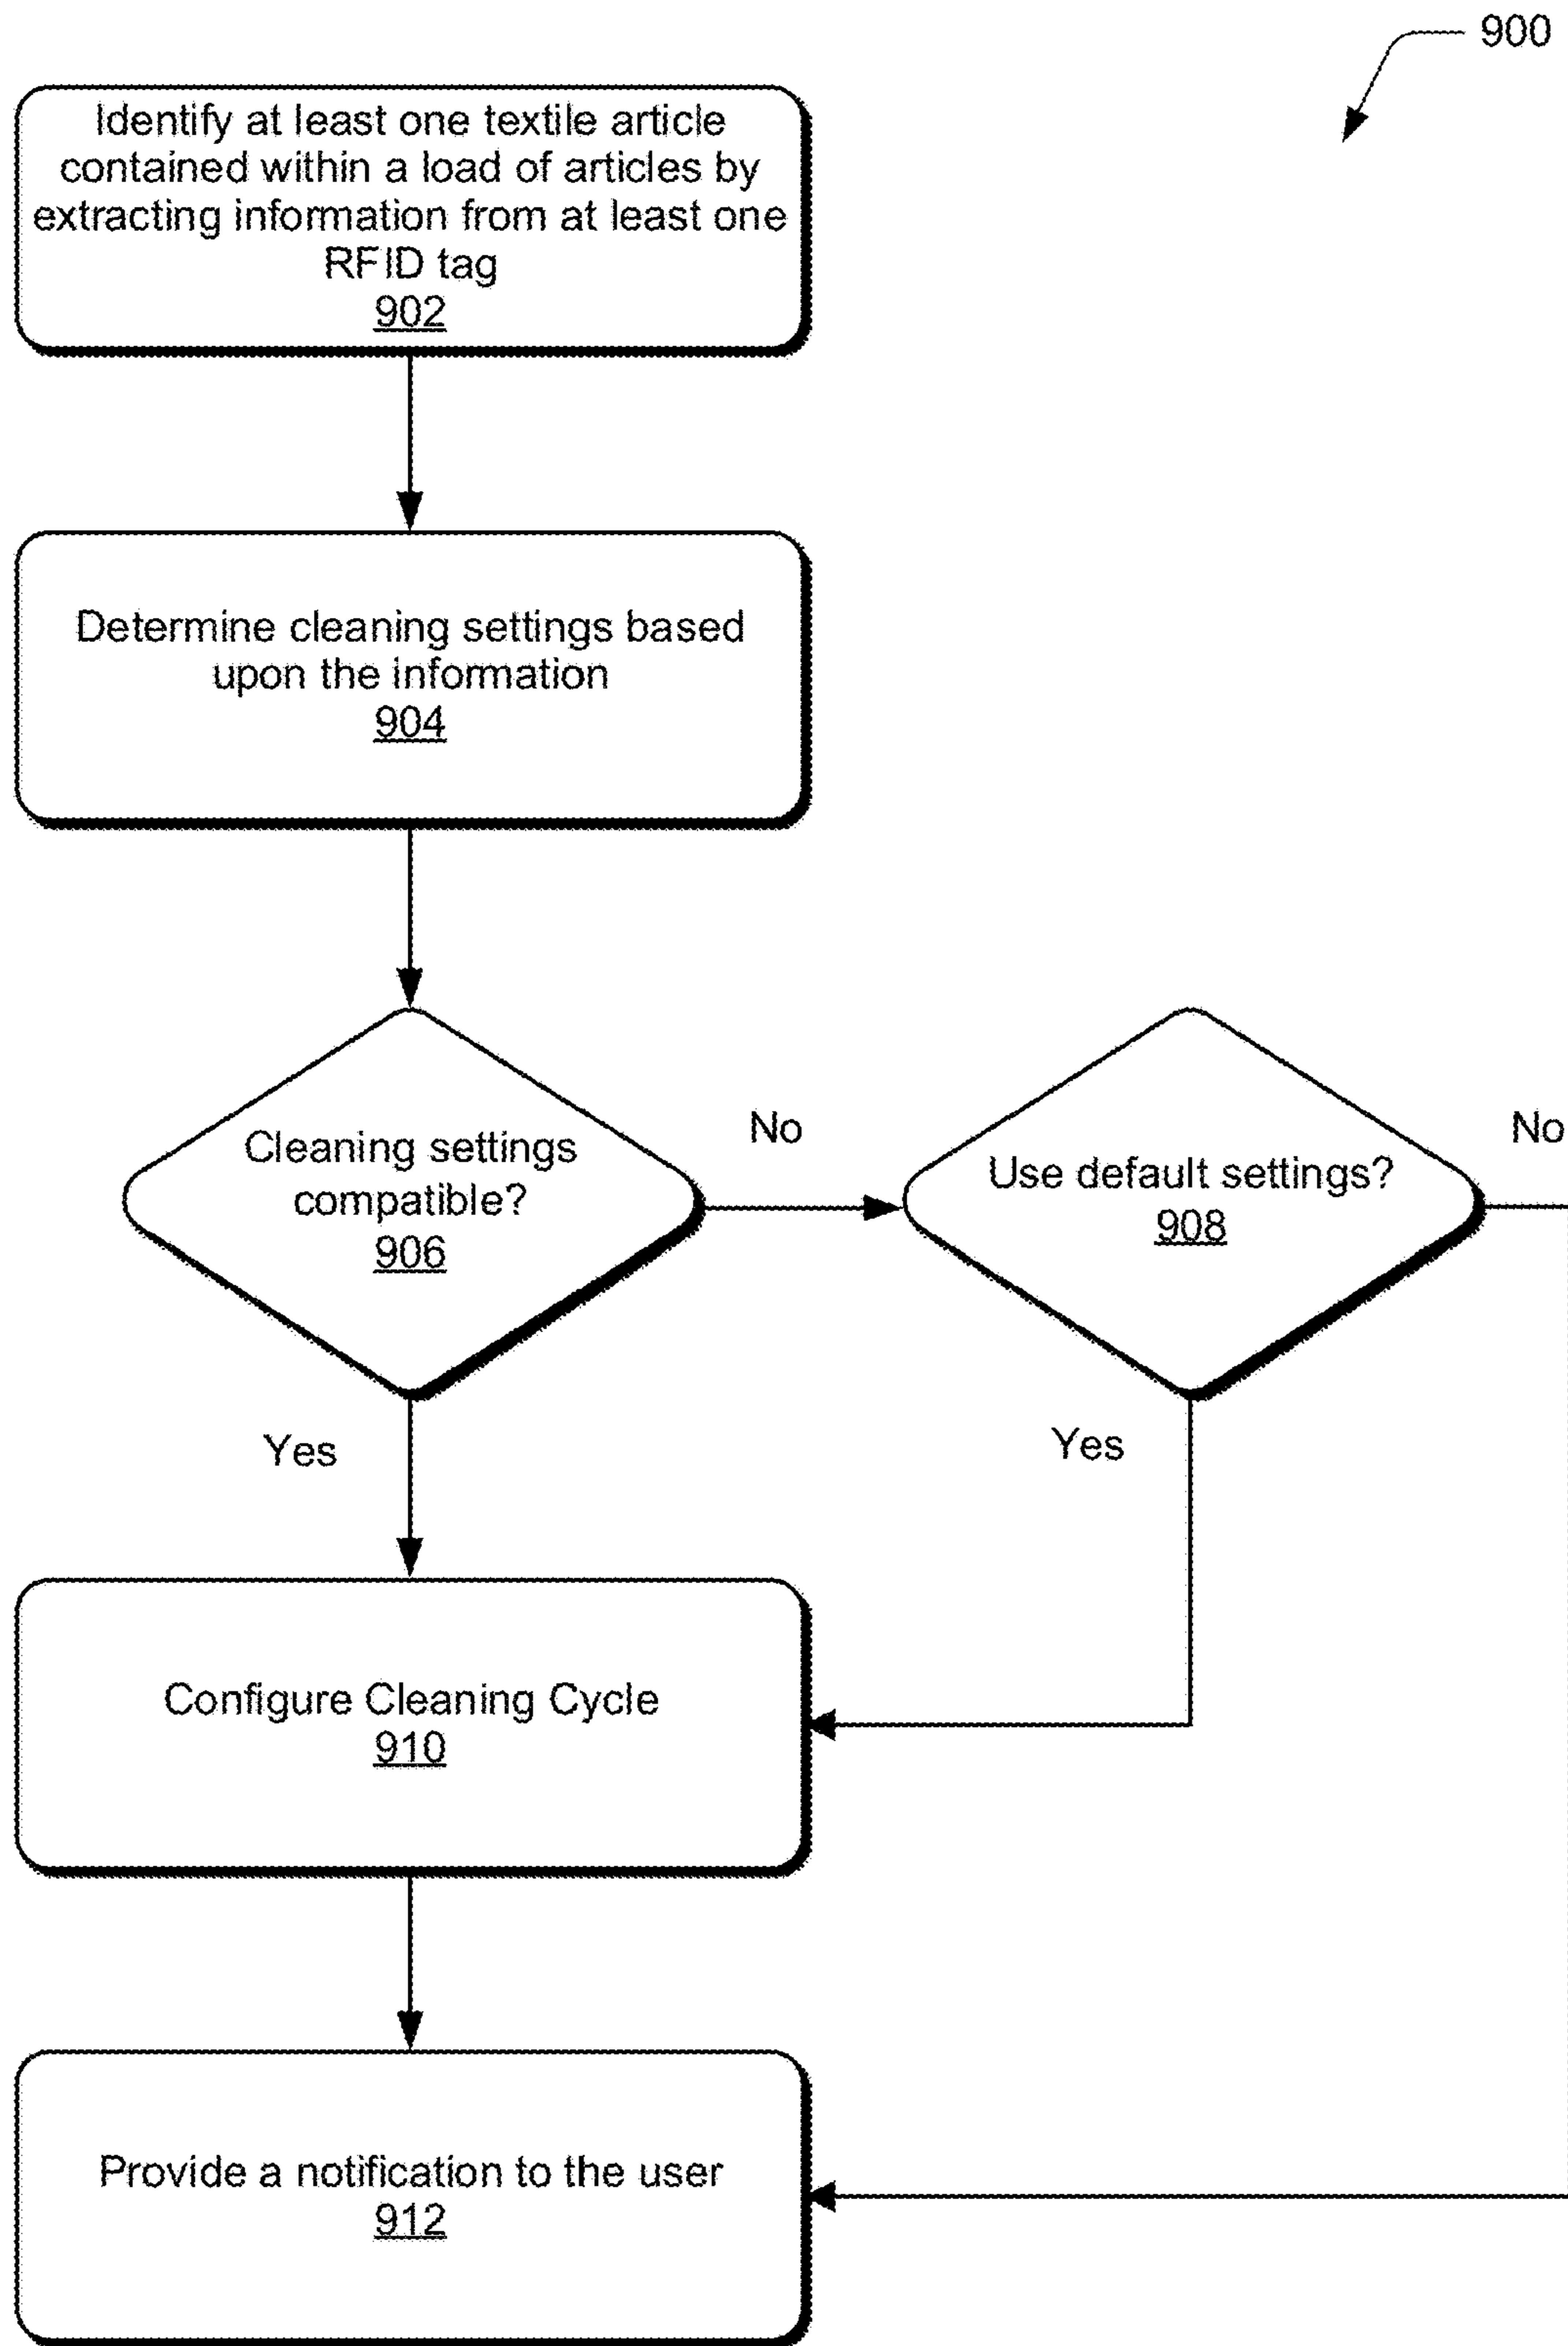 900
Identify at least one textile article
contained within a load of articles by
extracting information from at least one
RFID tag
902
Determine cleaning settings based
upon the information
904
Cleaning settings
compatible?
906
No
Use default settings?
908
No
Yes
Yes
Configure Cleaning Cycle
910
Provide a notification to the user
912